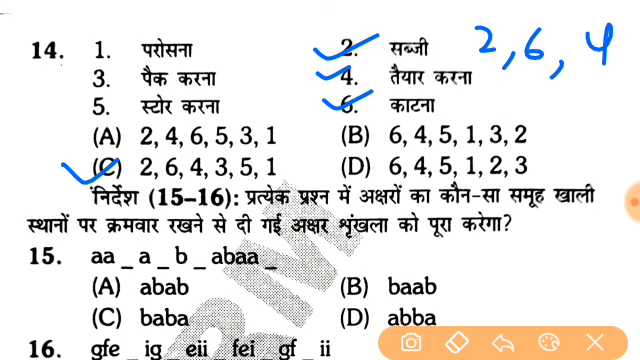 14. 1. परोसना 2. सब्जी 2, 6, 4
3. पैक करना 4. तैयार करना
5. स्टोर करना 6. काटना
(A) 2, 4, 6, 5, 3, 1 (B) 6, 4, 5, 1, 3, 2
(C) 2, 6, 4, 3, 5, 1 (D) 6, 4, 5, 1, 2, 3
निर्देश (15–16): प्रत्येक प्रश्न में अक्षरों का कौन-सा समूह खाली
स्थानों पर क्रमवार रखने से दी गई अक्षर शृंखला को पूरा करेगा?
15. aa _ a _ b _ abaa _
(A) abab (B) baab
(C) baba (D) abba
16. gfe _ ig _ eii _ fei _ gf _ ii